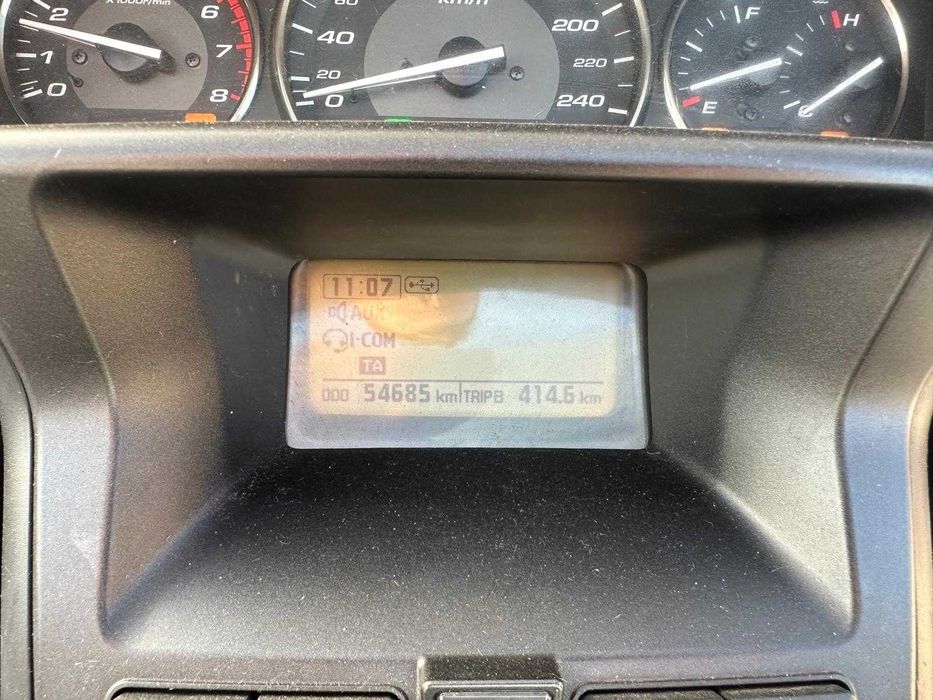 x1000r/min
0 1 2 6 7 8
km/h
0 20 40 60 200 220 240
E F
C H
11:07
AUX
I-COM
TA
ODO 54685 km TRIP B 414.6 km